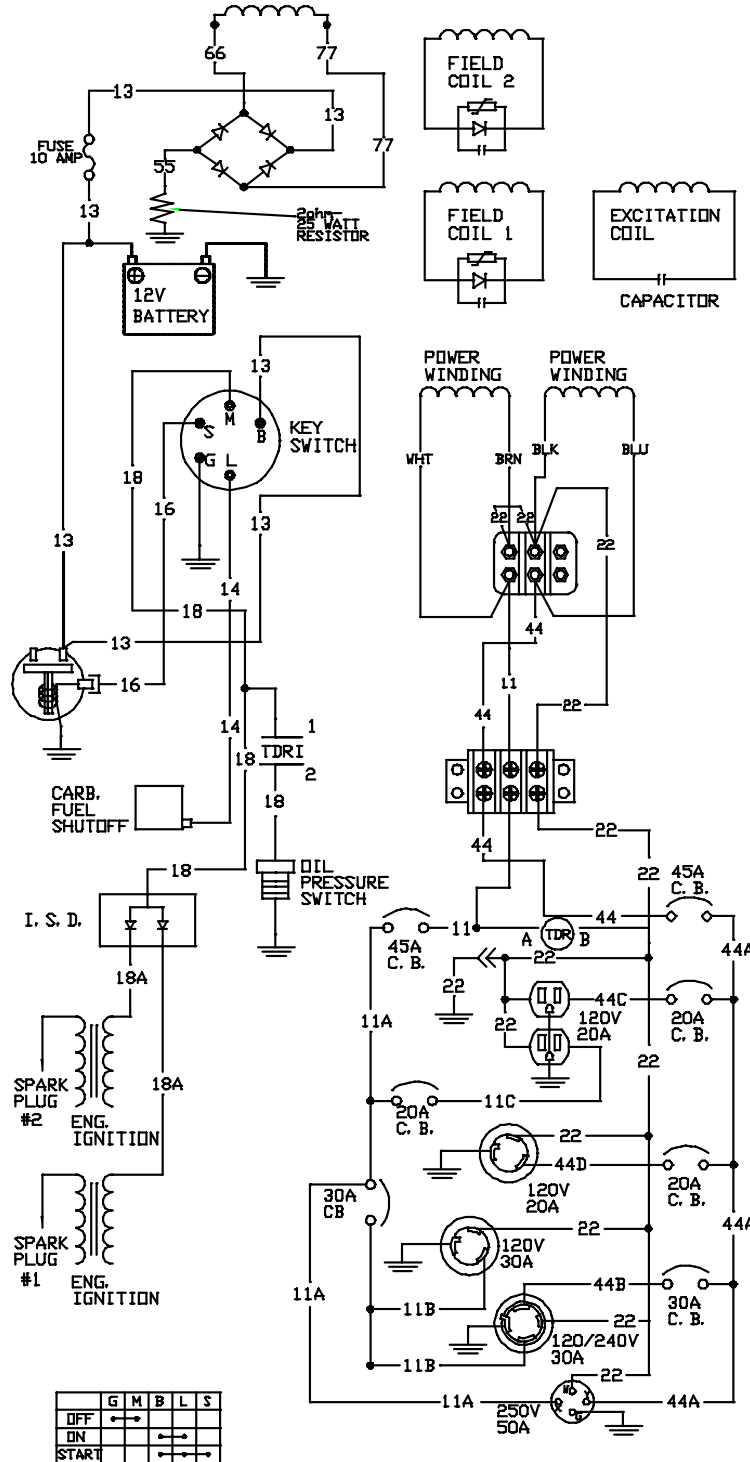 66
77
13
13
77
FUSE
10 AMP
55
13
2ohm
25 WATT
RESISTOR
12V
BATTERY
FIELD
COIL 2
FIELD
COIL 1
EXCITATION
COIL
CAPACITOR
13
M
S
B
G
L
KEY
SWITCH
18
16
13
13
14
18
13
16
14
18
1
TDR1
2
18
CARB.
FUEL
SHUTOFF
18
OIL
PRESSURE
SWITCH
I. S. D.
18A
18A
SPARK
PLUG
#2
ENG.
IGNITION
SPARK
PLUG
#1
ENG.
IGNITION
POWER
WINDING
POWER
WINDING
WHT
BRN
BLK
BLU
22
22
22
44
11
44
22
44
22
22
45A
C. B.
11
44
A
TDR
B
45A
C. B.
22
44A
22
22
44C
120V
20A
20A
C. B.
11A
22
20A
C. B.
11C
22
44D
120V
20A
20A
C. B.
30A
CB
22
120V
30A
44A
11A
11B
44B
30A
C. B.
22
120/240V
30A
11B
22
11A
W
X
Y
G
44A
250V
50A
G M B L S
OFF
ON
START